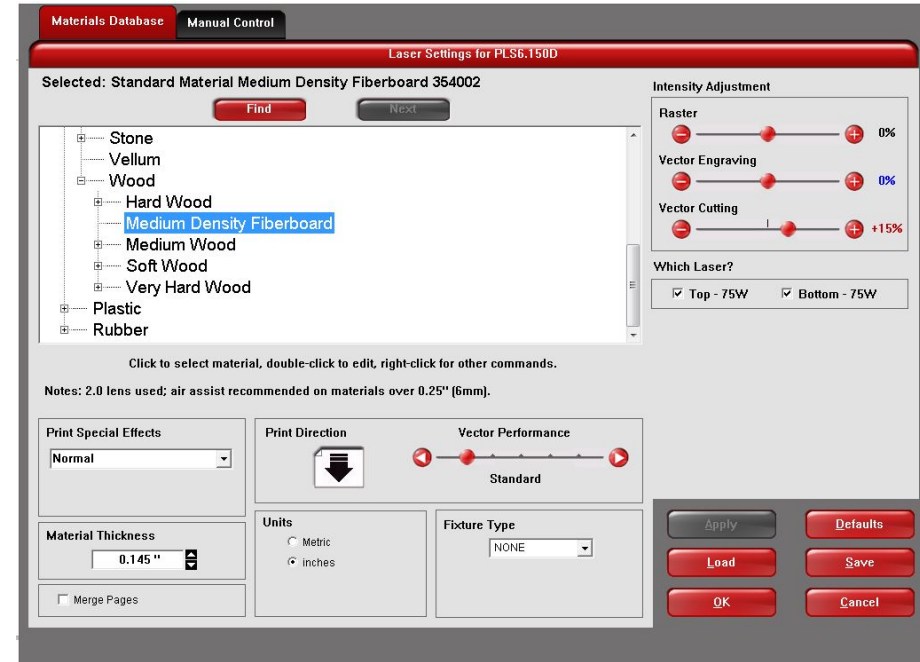 Materials Database Manual Control
Laser Settings for PLS6.150D
Selected: Standard Material Medium Density Fiberboard 354002
Find Next
Stone
Vellum
Wood
Hard Wood
Medium Density Fiberboard
Medium Wood
Soft Wood
Very Hard Wood
Plastic
Rubber
Click to select material, double-click to edit, right-click for other commands.
Notes: 2.0 lens used; air assist recommended on materials over 0.25" (6mm).
Intensity Adjustment
Raster
0%
Vector Engraving
0%
Vector Cutting
+15%
Which Laser?
Top - 75W Bottom - 75W
Print Special Effects
Normal
Print Direction
Vector Performance
Standard
Material Thickness
0.145 "
Merge Pages
Units
Metric
inches
Fixture Type
NONE
Apply Defaults
Load Save
OK Cancel